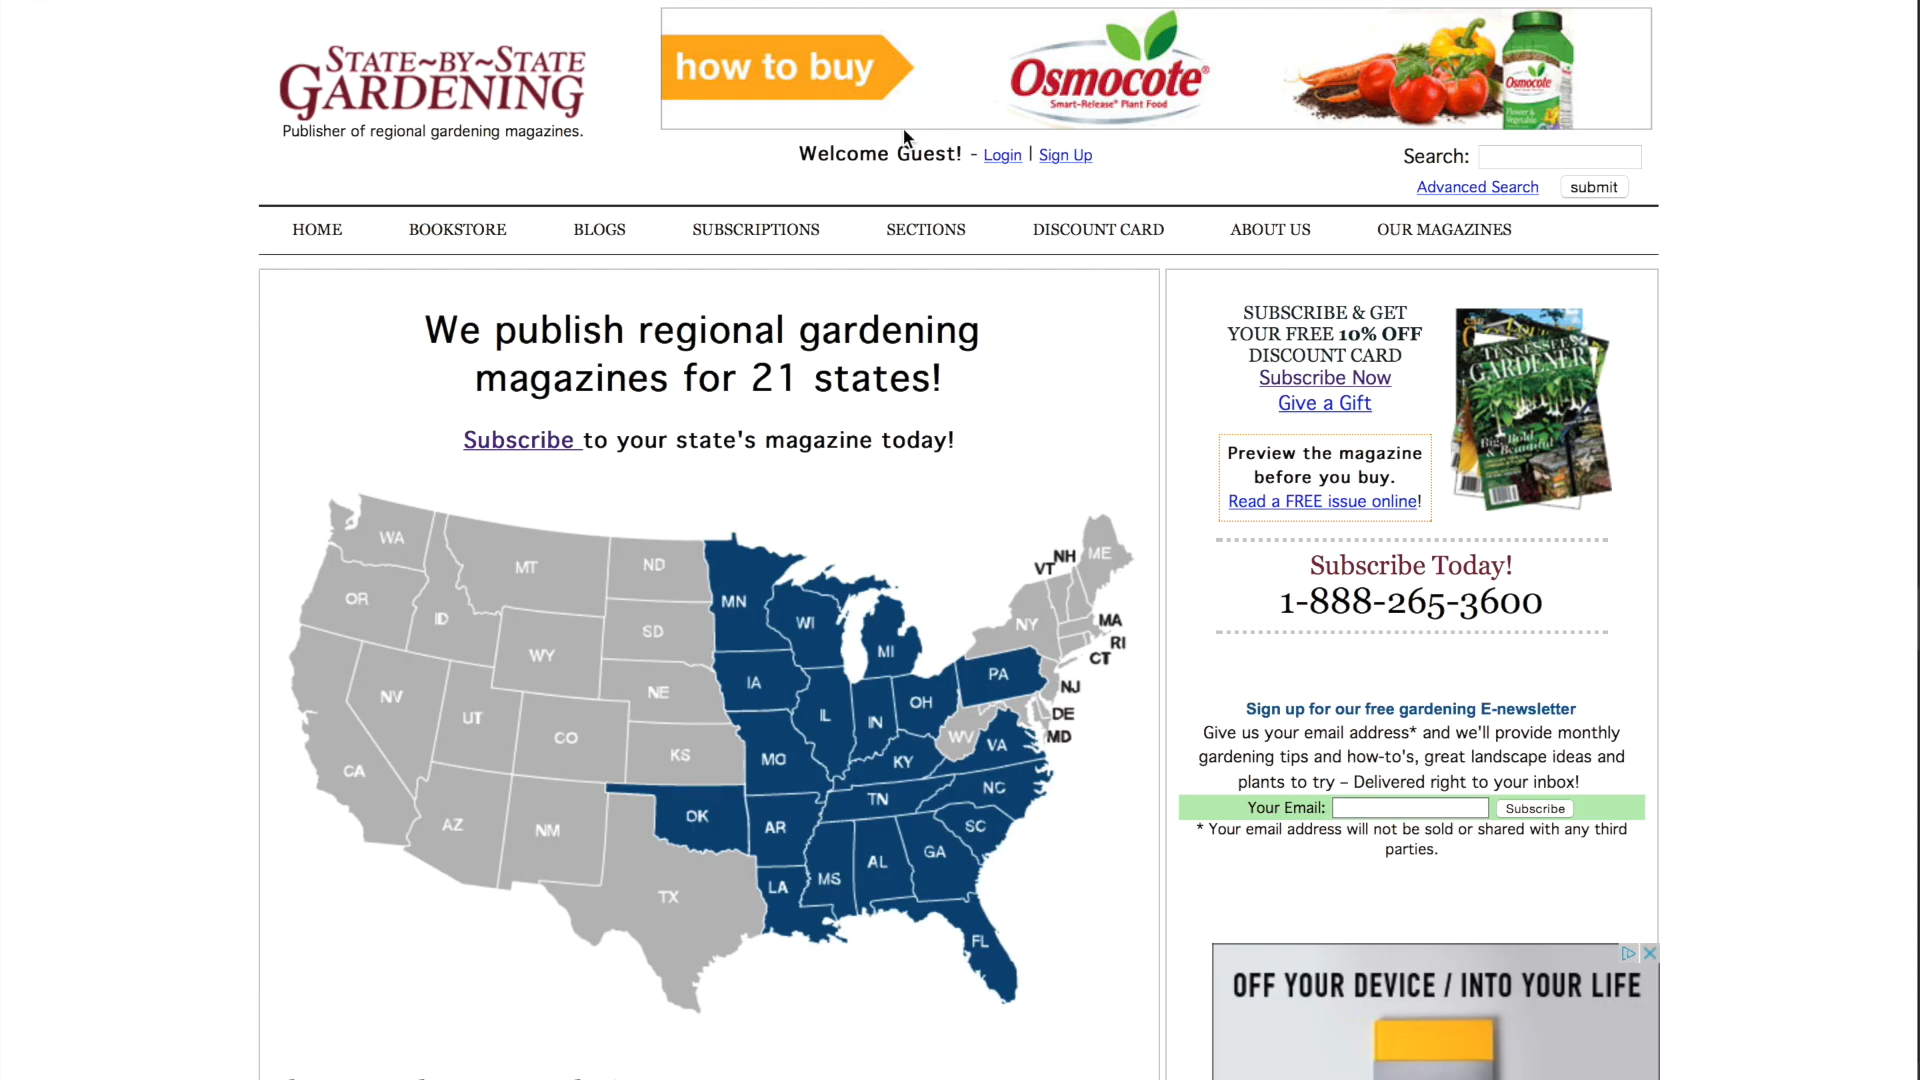 STATE~BY~STATE
GARDENING
Publisher of regional gardening magazines.
how to buy
Osmocote®
Smart-Release® Plant Food
Osmocote
Flower &
Vegetable
Welcome Guest! - Login | Sign Up
Search:
Advanced Search submit
HOME BOOKSTORE BLOGS SUBSCRIPTIONS SECTIONS DISCOUNT CARD ABOUT US OUR MAGAZINES
We publish regional gardening
magazines for 21 states!
Subscribe to your state's magazine today!
WA
OR
ID
MT
WY
NV
UT
CA
AZ
CO
NM
ND
SD
NE
KS
OK
TX
MN
IA
MO
AR
LA
WI
IL
MI
IN
OH
KY
TN
MS
AL
GA
FL
SC
NC
VA
WV
PA
NY
VT
NH
ME
MA
RI
CT
NJ
DE
MD
SUBSCRIBE & GET
YOUR FREE 10% OFF
DISCOUNT CARD
Subscribe Now
Give a Gift
TENNESSEE
GARDENER
Big, Bold
& Beautiful
Preview the magazine
before you buy.
Read a FREE issue online!
Subscribe Today!
1-888-265-3600
Sign up for our free gardening E-newsletter
Give us your email address* and we'll provide monthly
gardening tips and how-to's, great landscape ideas and
plants to try – Delivered right to your inbox!
Your Email: Subscribe
* Your email address will not be sold or shared with any third
parties.
OFF YOUR DEVICE / INTO YOUR LIFE